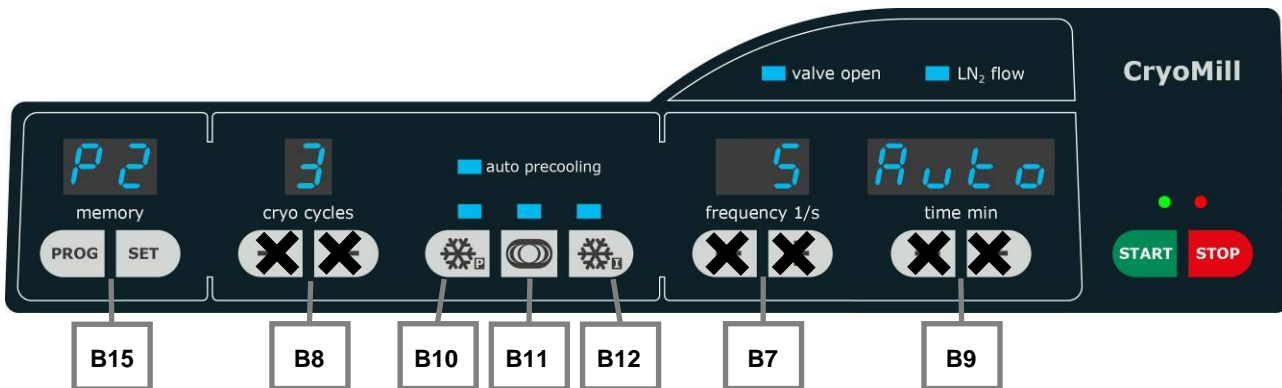 valve open LN₂ flow CryoMill
P2 3 auto precooling 5 Auto
memory cryo cycles frequency 1/s time min
PROG SET P I START STOP
B15 B8 B10 B11 B12 B7 B9